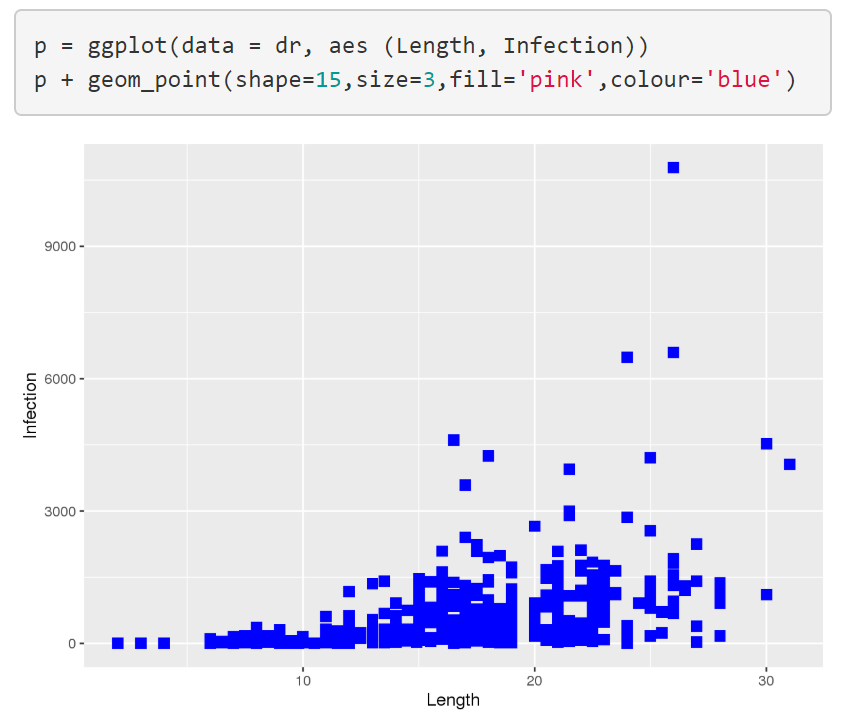 p = ggplot(data = dr, aes (Length, Infection))
p + geom_point(shape=15,size=3,fill='pink',colour='blue')
9000
6000
3000
0
Infection
10 20 30
Length